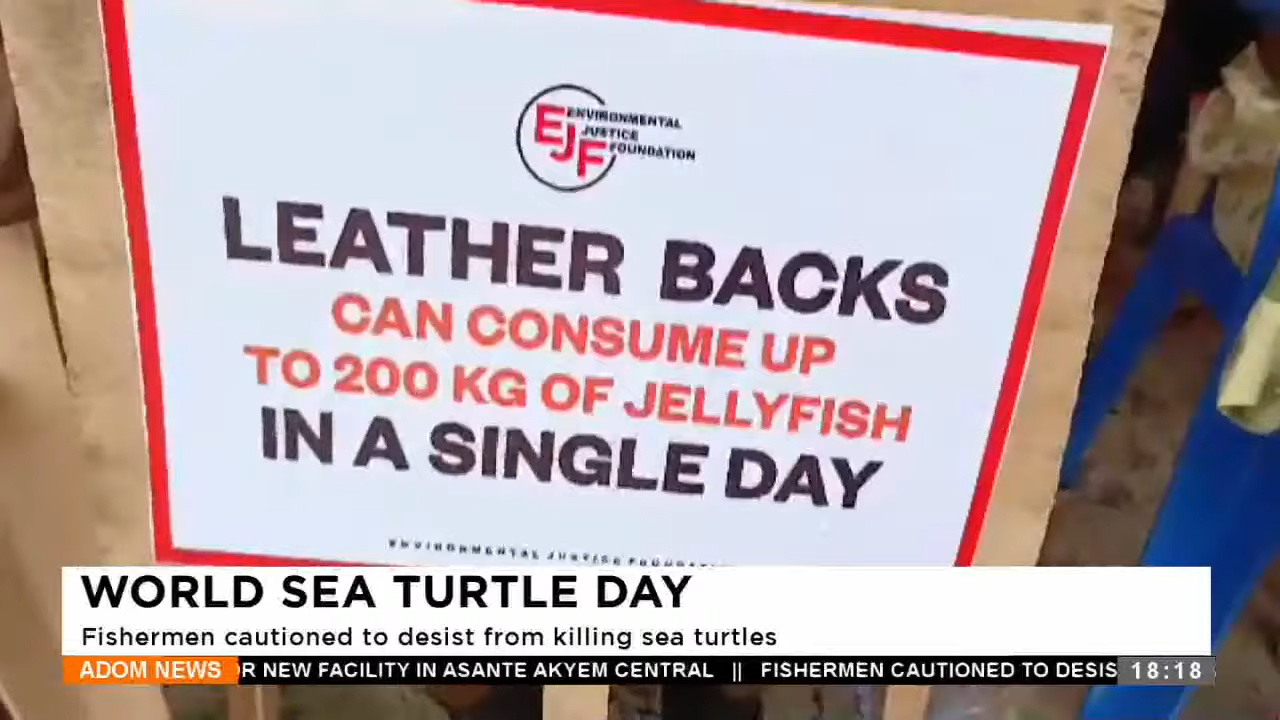 EJF ENVIRONMENTAL
JUSTICE
FOUNDATION
LEATHER BACKS
CAN CONSUME UP
TO 200 KG OF JELLYFISH
IN A SINGLE DAY
ENVIRONMENTAL JUSTICE
WORLD SEA TURTLE DAY
Fishermen cautioned to desist from killing sea turtles
ADOM NEWS R NEW FACILITY IN ASANTE AKYEM CENTRAL || FISHERMEN CAUTIONED TO DESIS 18:18